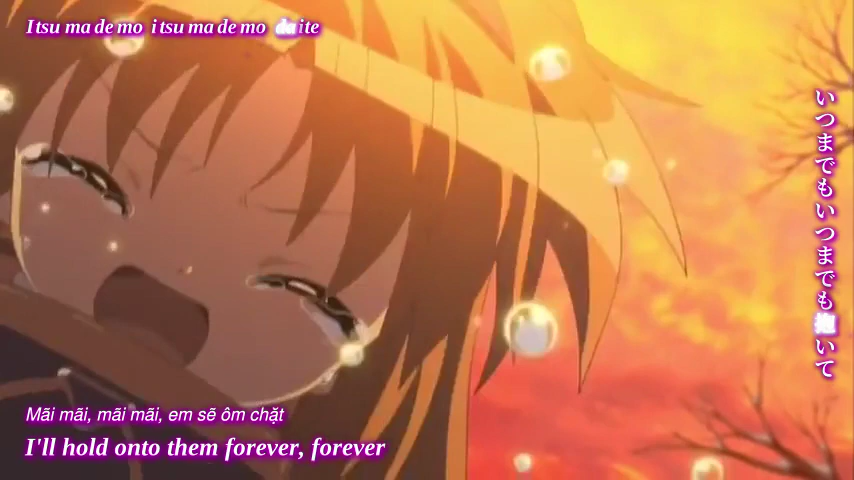 Itsu ma de mo itsu ma de mo daite
いつまでもいつまでも抱いて
Mãi mãi, mãi mãi, em sẽ ôm chặt
I'll hold onto them forever, forever